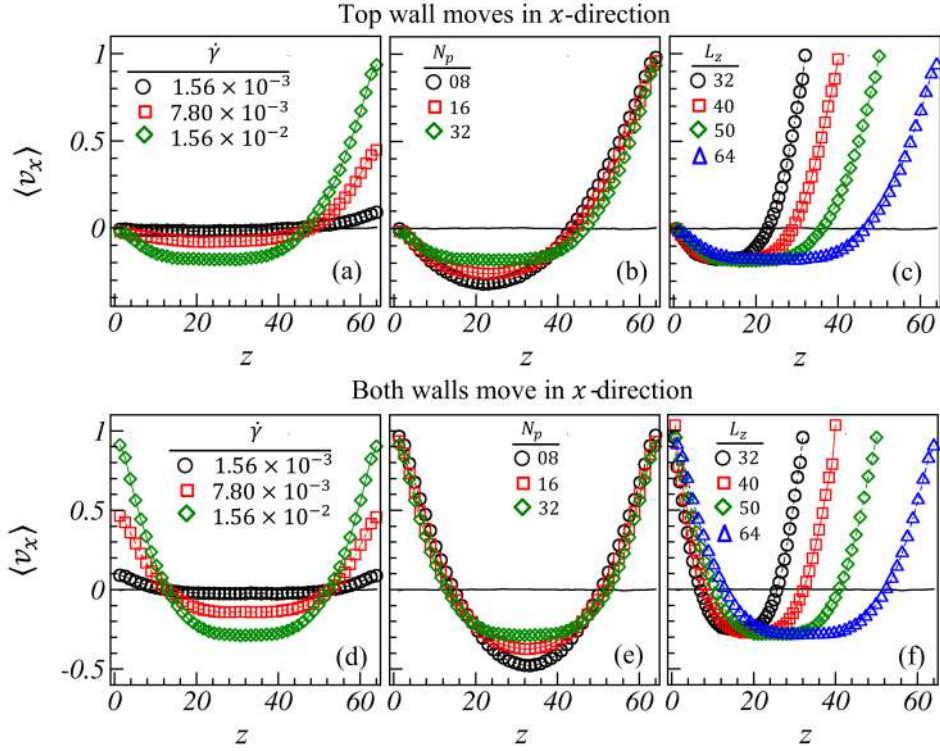 Top wall moves in x-direction
γ̇
1.56 × 10⁻³
7.80 × 10⁻³
1.56 × 10⁻²
(a)
N_p
08
16
32
(b)
L_z
32
40
50
64
(c)
1
0.5
0
⟨v_x⟩
0 20 40 60
0 20 40 60
0 20 40 60
z
z
z
Both walls move in x-direction
γ̇
1.56 × 10⁻³
7.80 × 10⁻³
1.56 × 10⁻²
(d)
N_p
08
16
32
(e)
L_z
32
40
50
64
(f)
1
0.5
0
-0.5
⟨v_x⟩
0 20 40 60
0 20 40 60
0 20 40 60
z
z
z